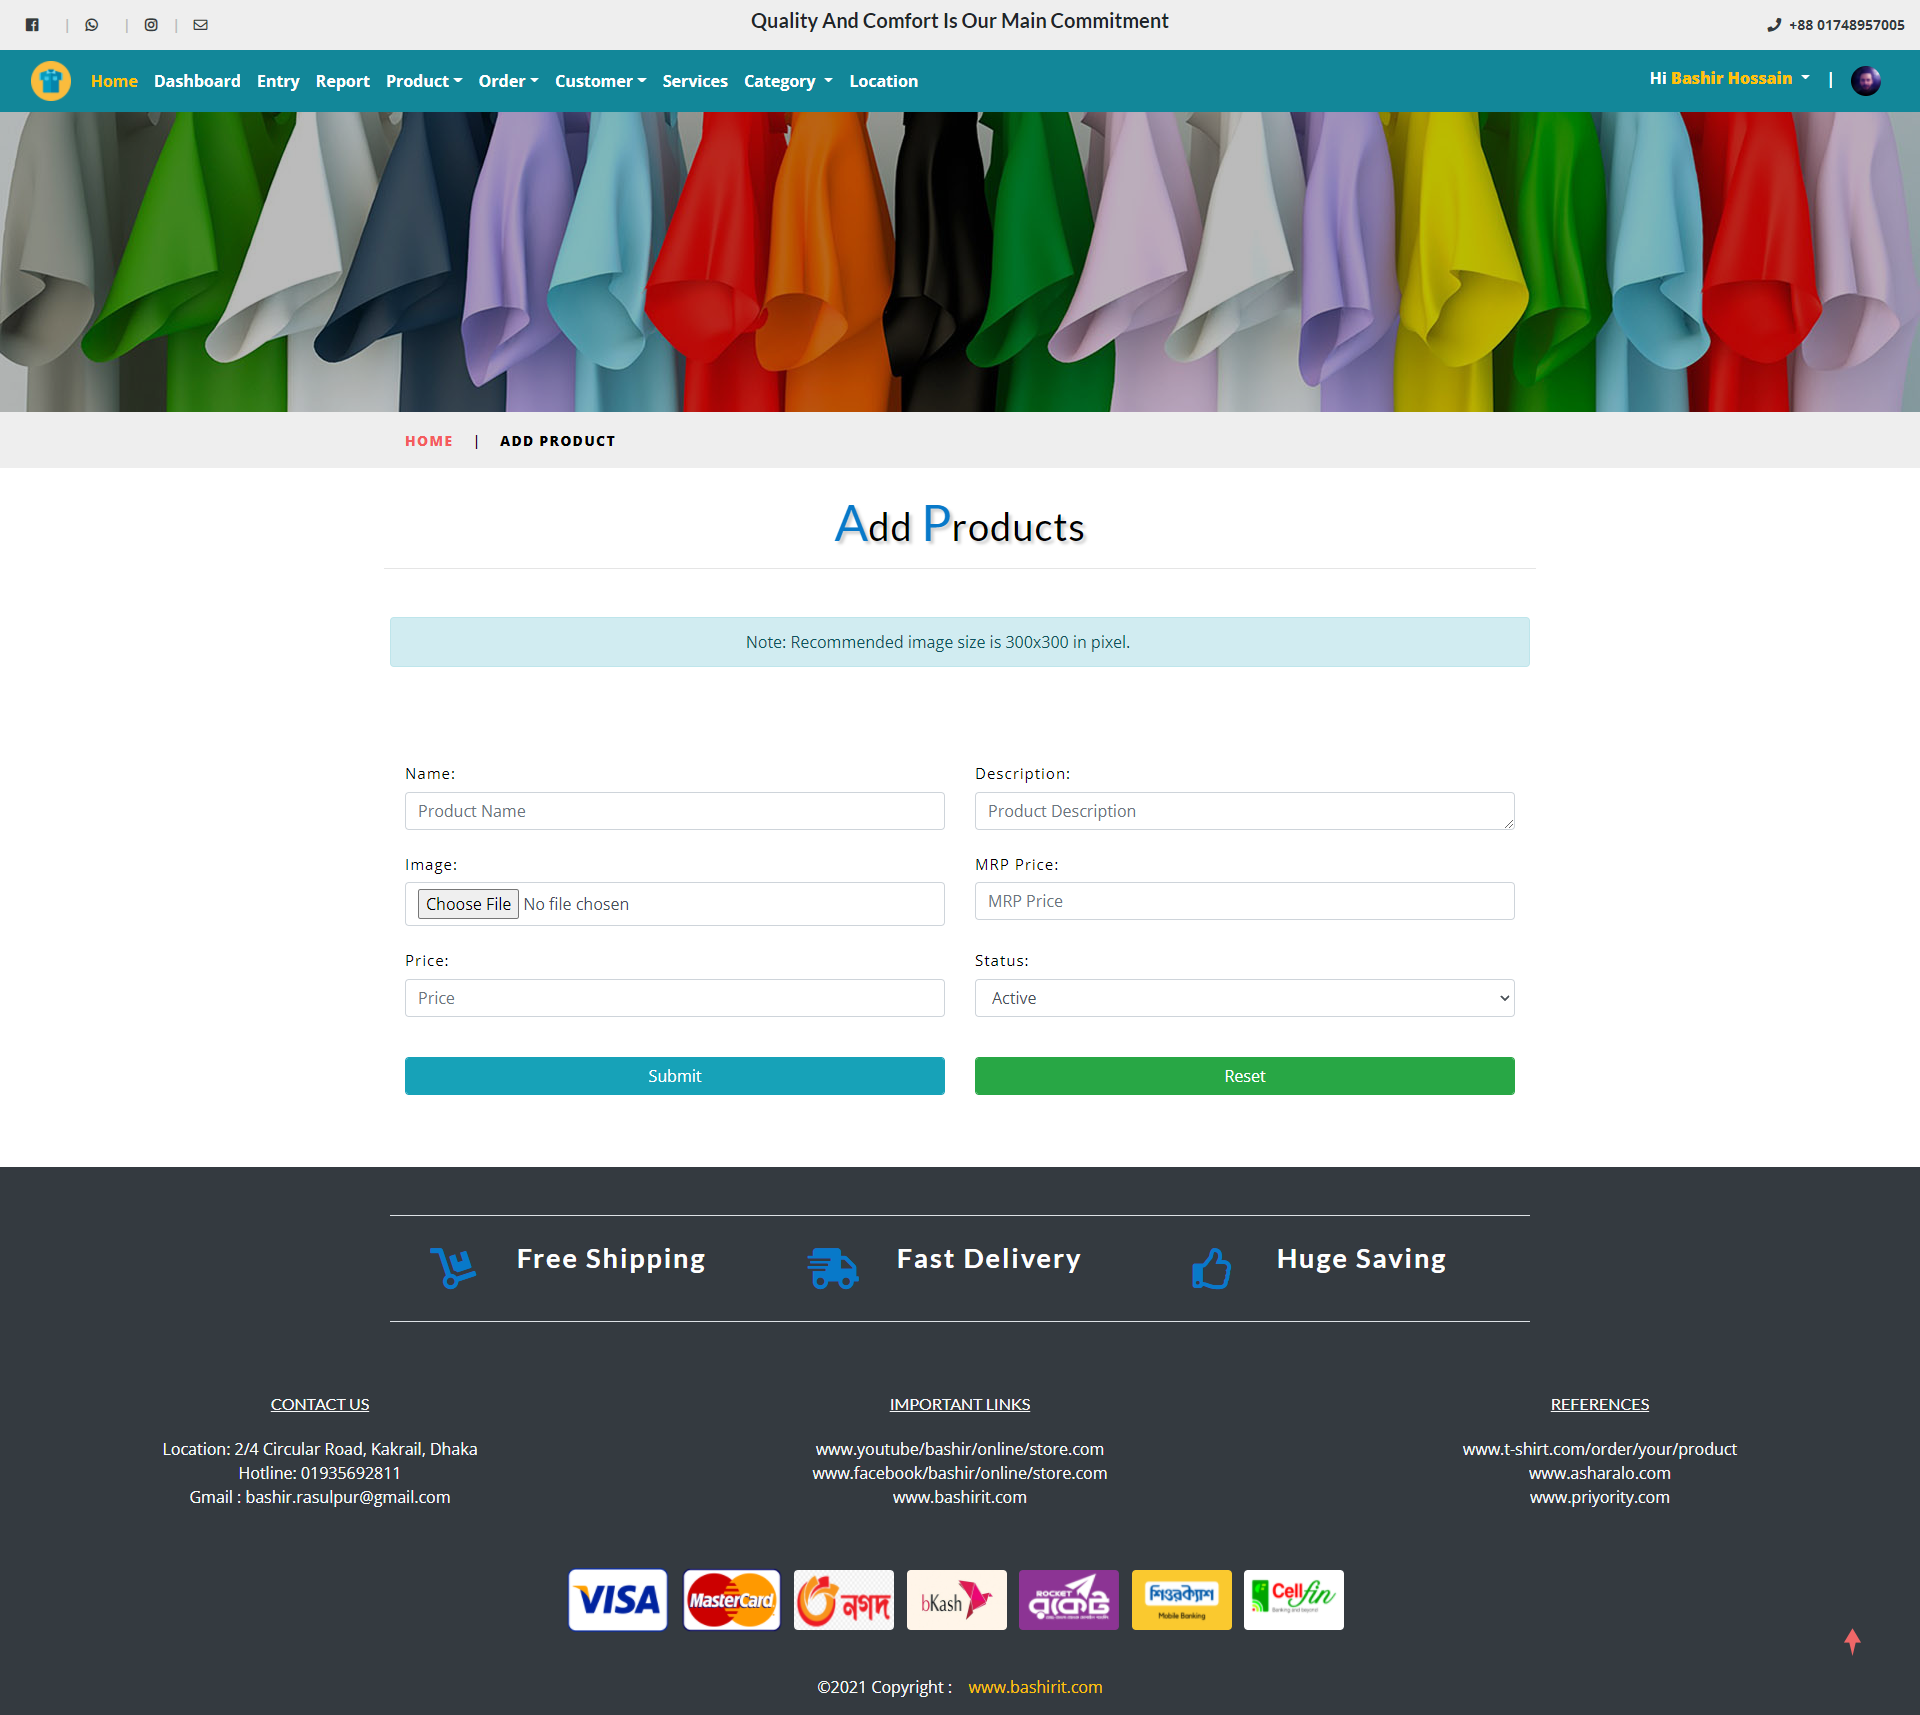 Quality And Comfort Is Our Main Commitment
+88 01748957005
Home Dashboard Entry Report Product Order Customer Services Category Location
Hi Bashir Hossain |
HOME | ADD PRODUCT
Add Products
Note: Recommended image size is 300x300 in pixel.
Name:
Product Name
Description:
Product Description
Image:
Choose File No file chosen
MRP Price:
MRP Price
Price:
Price
Status:
Active
Submit
Reset
Free Shipping
Fast Delivery
Huge Saving
CONTACT US
Location: 2/4 Circular Road, Kakrail, Dhaka
Hotline: 01935692811
Gmail : bashir.rasulpur@gmail.com
IMPORTANT LINKS
www.youtube/bashir/online/store.com
www.facebook/bashir/online/store.com
www.bashirit.com
REFERENCES
www.t-shirt.com/order/your/product
www.asharalo.com
www.priyority.com
VISA
MasterCard
নগদ
bKash
ROCKET
রকেট
শিওরক্যাশ
Mobile Banking
Cellfin
Banking and beyond
©2021 Copyright : www.bashirit.com